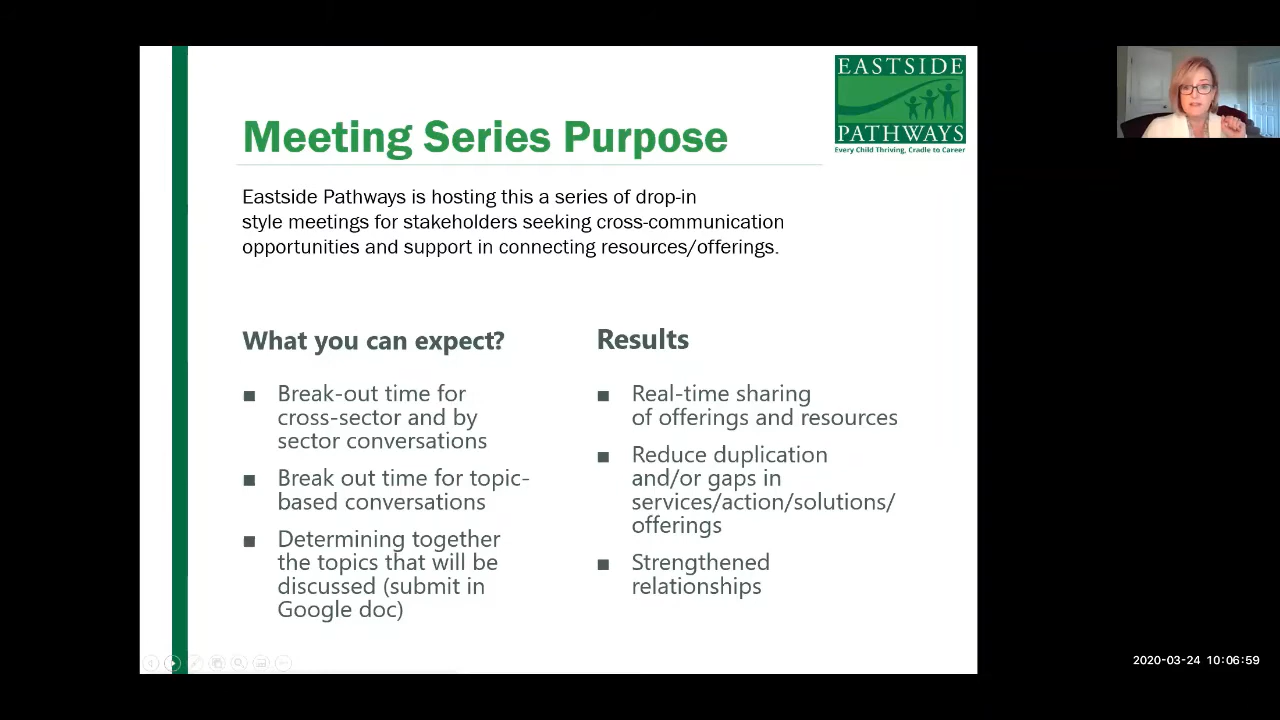 EASTSIDE
PATHWAYS
Every Child Thriving, Cradle to Career
Meeting Series Purpose
Eastside Pathways is hosting this a series of drop-in
style meetings for stakeholders seeking cross-communication
opportunities and support in connecting resources/offerings.
What you can expect?
■ Break-out time for
cross-sector and by
sector conversations
■ Break out time for topic-
based conversations
■ Determining together
the topics that will be
discussed (submit in
Google doc)
Results
■ Real-time sharing
of offerings and resources
■ Reduce duplication
and/or gaps in
services/action/solutions/
offerings
■ Strengthened
relationships
2020-03-24 10:06:59